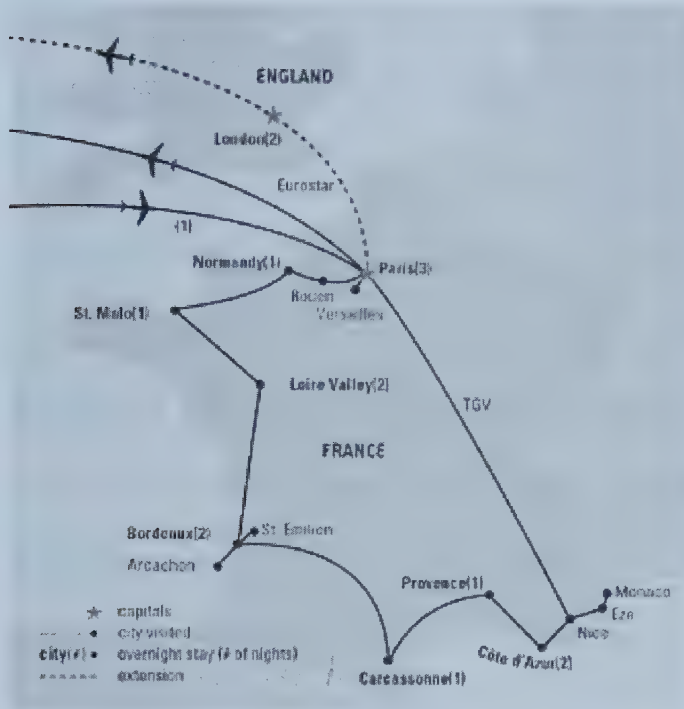 ENGLAND
London(2)
Eurostar
(1)
Normandy(1)
Paris(3)
Rouen
Versailles
St. Malo(1)
Loire Valley(2)
TGV
FRANCE
Bordeaux(2)
St. Emilion
Arcachon
Provence(1)
Monaco
Eze
Nice
Côte d'Azur(2)
Carcassonne(1)
capitals
city visited
city(#) overnight stay (# of nights)
extension